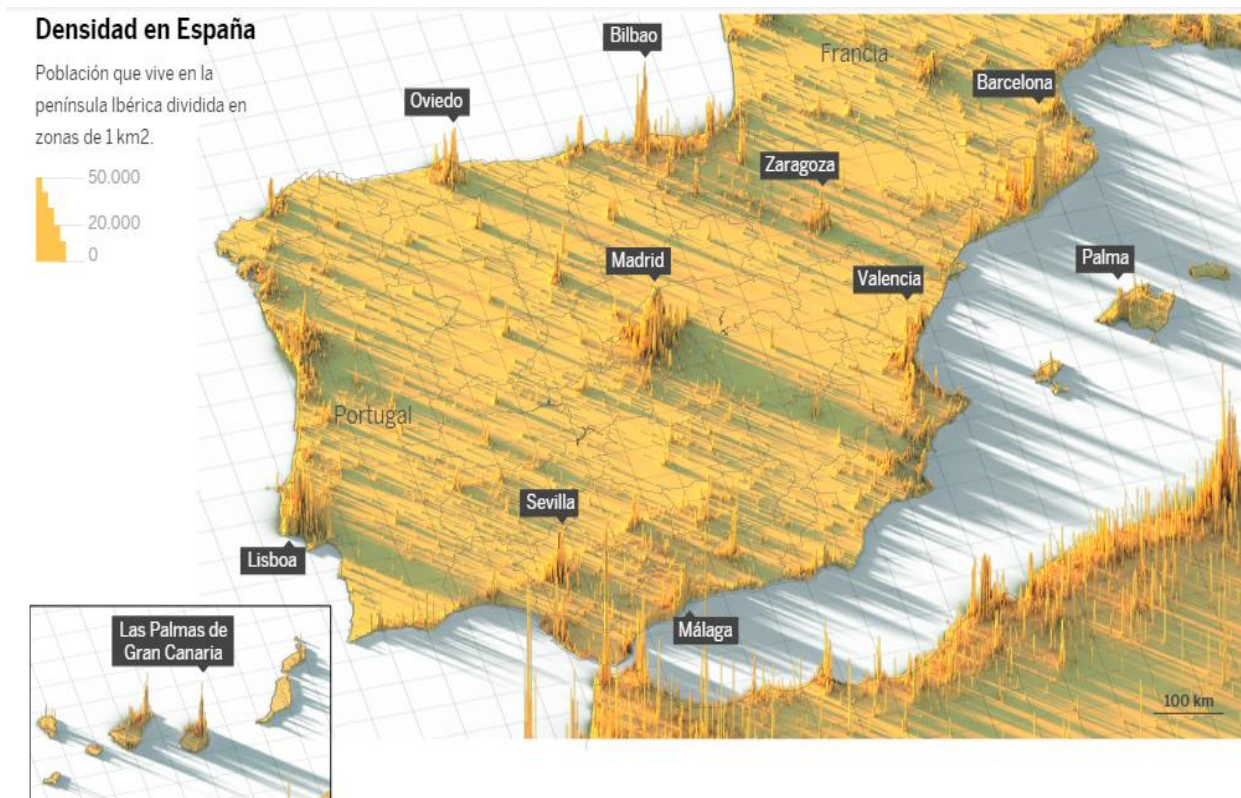 Densidad en España
Población que vive en la
península Ibérica dividida en
zonas de 1 km2.
50.000
20.000
0
Bilbao
Francia
Oviedo
Barcelona
Zaragoza
Madrid
Valencia
Palma
Portugal
Sevilla
Lisboa
Málaga
Las Palmas de
Gran Canaria
100 km